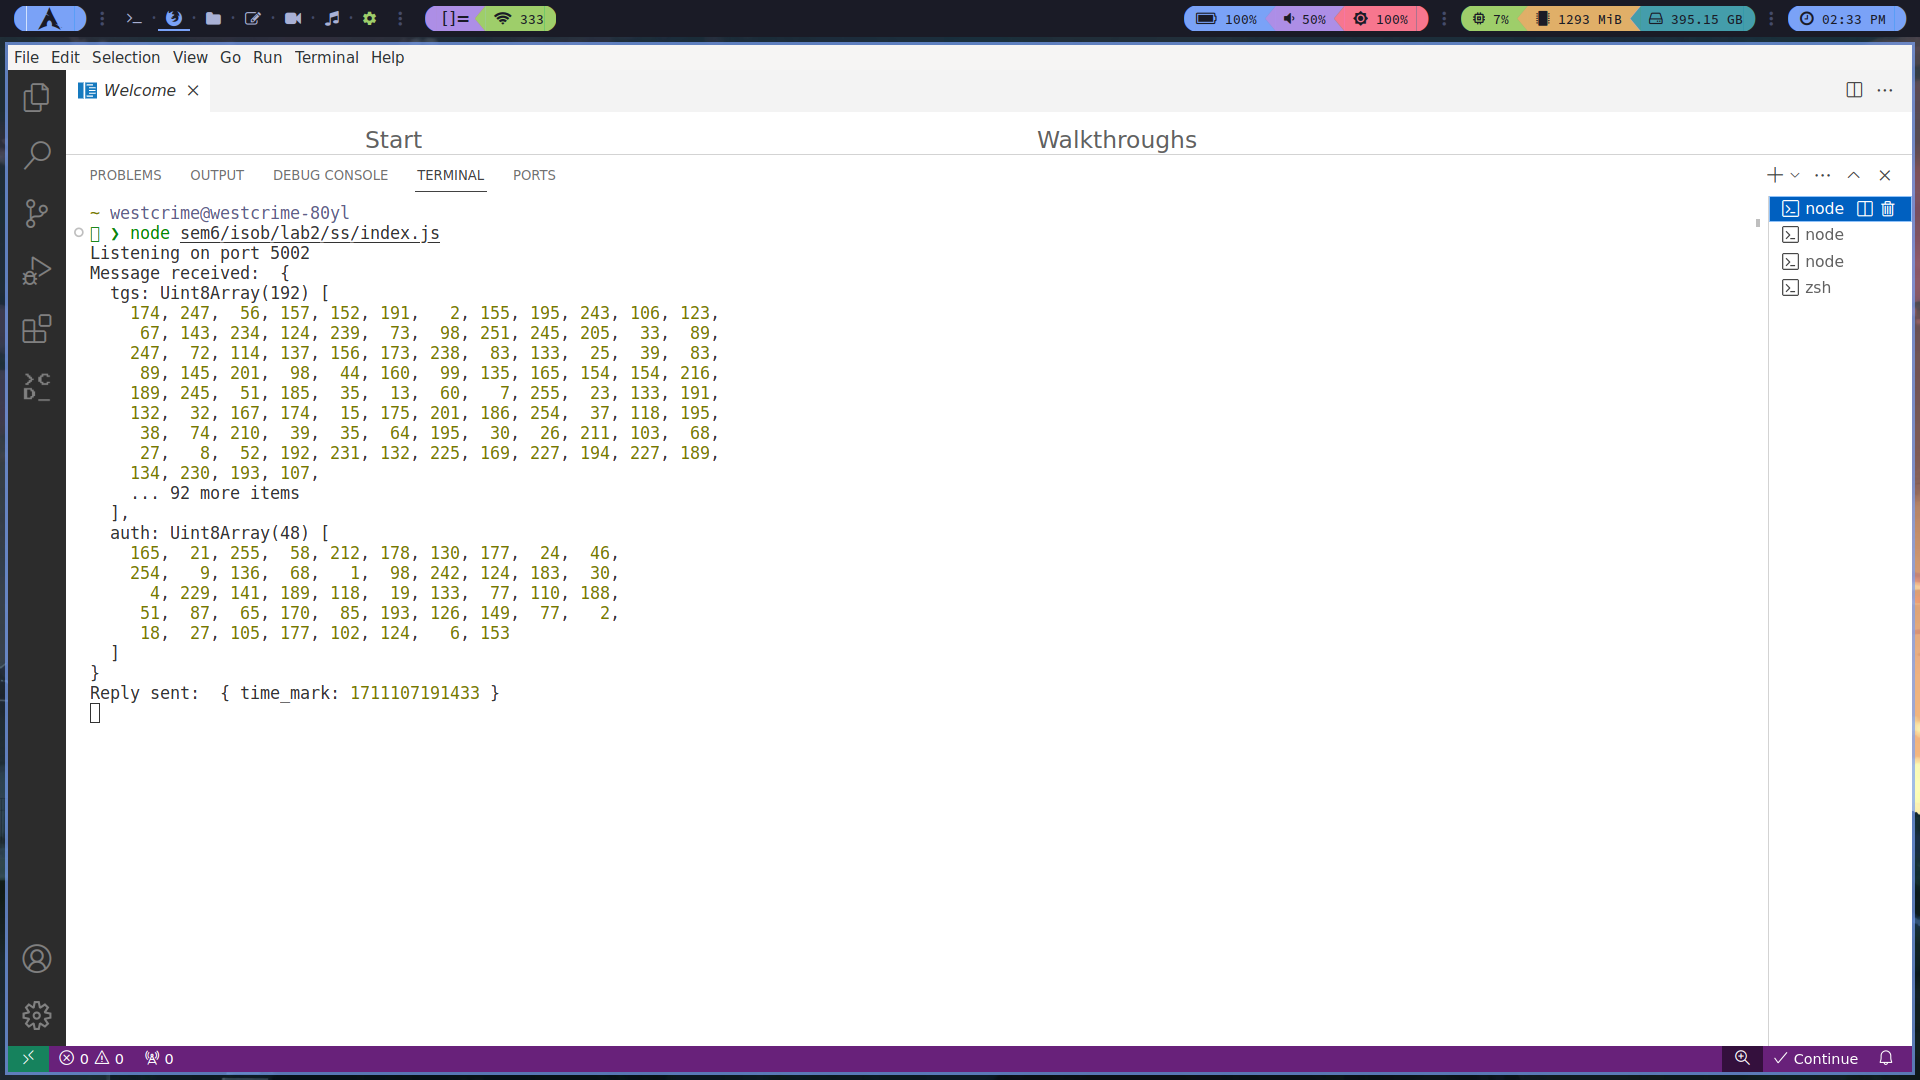 []= 333 100% 50% 100% 7% 1293 MiB 395.15 GB 02:33 PM
File Edit Selection View Go Run Terminal Help
Welcome
Start Walkthroughs
PROBLEMS OUTPUT DEBUG CONSOLE TERMINAL PORTS
~ westcrime@westcrime-80yl
❯ node sem6/isob/lab2/ss/index.js
Listening on port 5002
Message received:  {
  tgs: Uint8Array(192) [
    174, 247,  56, 157, 152, 191,   2, 155, 195, 243, 106, 123,
     67, 143, 234, 124, 239,  73,  98, 251, 245, 205,  33,  89,
    247,  72, 114, 137, 156, 173, 238,  83, 133,  25,  39,  83,
     89, 145, 201,  98,  44, 160,  99, 135, 165, 154, 154, 216,
    189, 245,  51, 185,  35,  13,  60,   7, 255,  23, 133, 191,
    132,  32, 167, 174,  15, 175, 201, 186, 254,  37, 118, 195,
     38,  74, 210,  39,  35,  64, 195,  30,  26, 211, 103,  68,
     27,   8,  52, 192, 231, 132, 225, 169, 227, 194, 227, 189,
    134, 230, 193, 107,
    ... 92 more items
  ],
  auth: Uint8Array(48) [
    165,  21, 255,  58, 212, 178, 130, 177,  24,  46,
    254,   9, 136,  68,   1,  98, 242, 124, 183,  30,
      4, 229, 141, 189, 118,  19, 133,  77, 110, 188,
     51,  87,  65, 170,  85, 193, 126, 149,  77,   2,
     18,  27, 105, 177, 102, 124,   6, 153
  ]
}
Reply sent:  { time_mark: 1711107191433 }
node
node
node
zsh
0 0 0 Continue